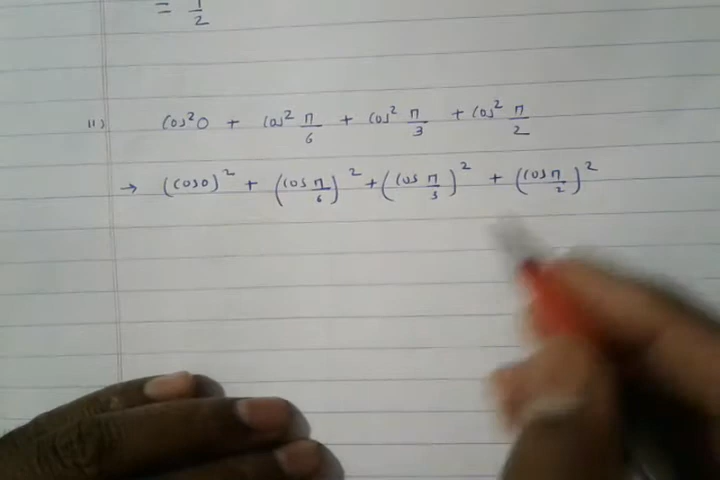 = 1/2
ii) cos²0 + cos² π/6 + cos² π/3 + cos² π/2
→ (cos0)² + (cos π/6)² + (cos π/3)² + (cos π/2)²